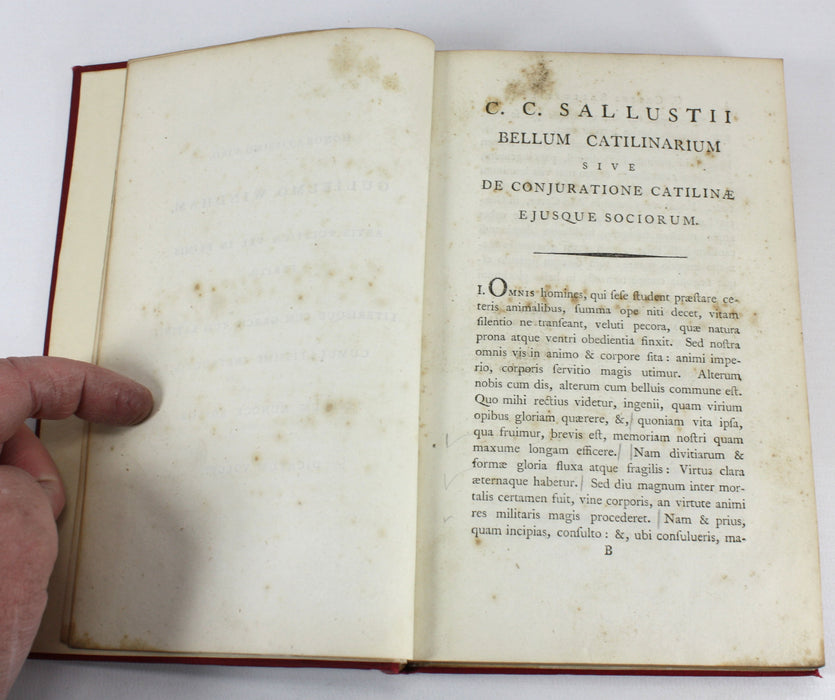 C. C. SALLUSTII
BELLUM CATILINARIUM
SIVE
DE CONJURATIONE CATILINÆ
EJUSQUE SOCIORUM.
I. OMNIS homines, qui ſeſe ſtudent præſtare ce-
teris animalibus, ſumma ope niti decet, vitam
ſilentio ne tranſeant, veluti pecora, quæ natura
prona atque ventri obedientia finxit. Sed noſtra
omnis vis in animo & corpore ſita: animi impe-
rio, corporis ſervitio magis utimur. Alterum
nobis cum dis, alterum cum belluis commune eſt.
Quo mihi rectius videtur, ingenii, quam virium
opibus gloriam quærere, &, quoniam vita ipſa,
qua fruimur, brevis eſt, memoriam noſtri quam
maxume longam efficere. Nam divitiarum &
formæ gloria fluxa atque fragilis: Virtus clara
æternaque habetur. Sed diu magnum inter mor-
talis certamen fuit, vine corporis, an virtute animi
res militaris magis procederet. Nam & prius,
quam incipias, conſulto: &, ubi conſulueris, ma-
B